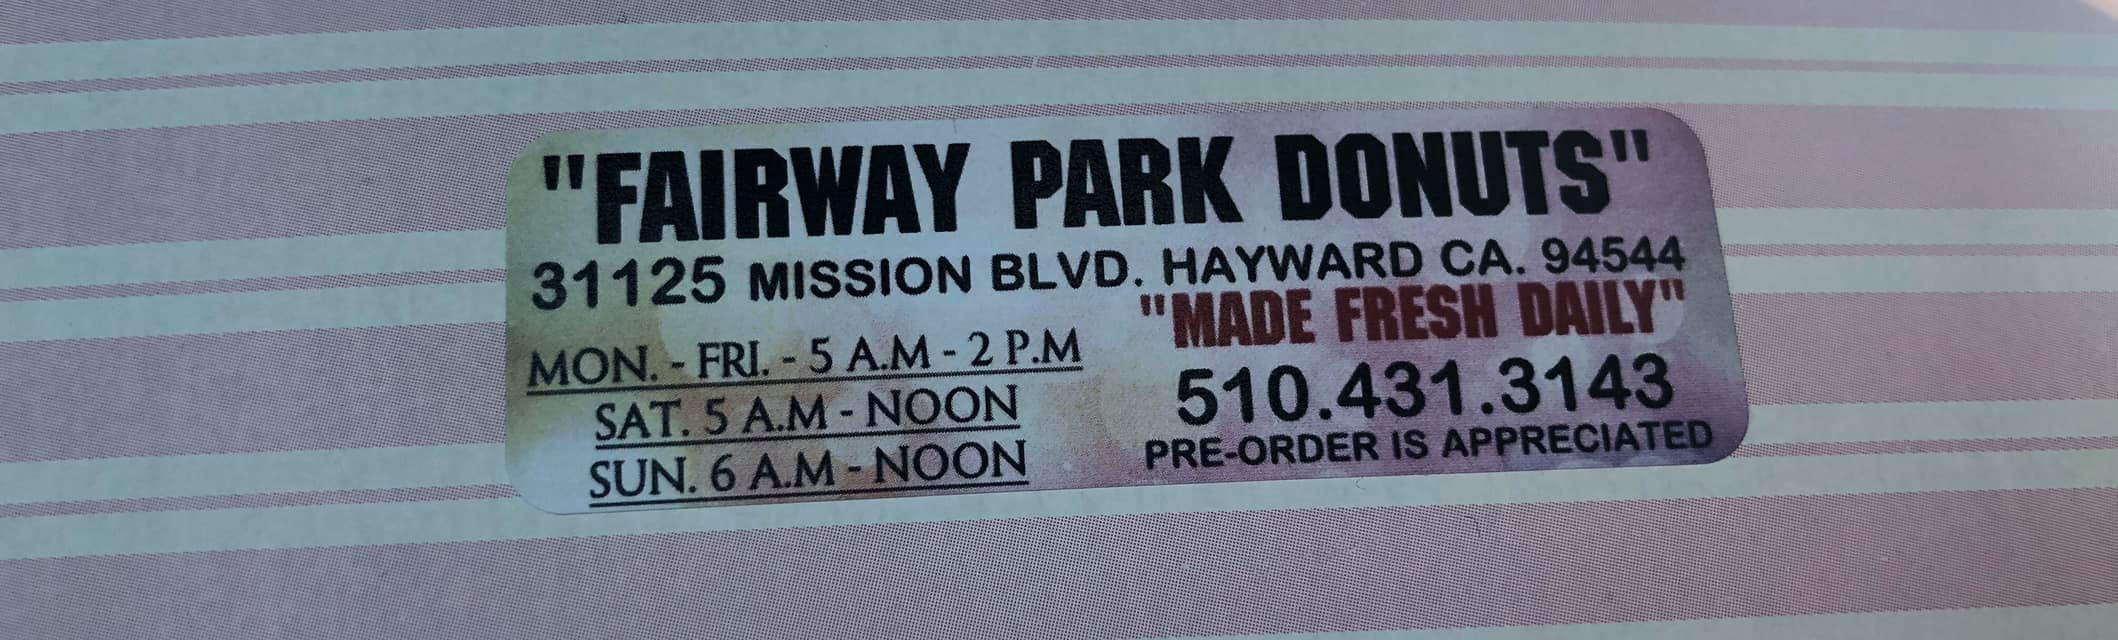 "FAIRWAY PARK DONUTS"
31125 MISSION BLVD. HAYWARD CA. 94544
"MADE FRESH DAILY"
MON. - FRI. - 5 A.M - 2 P.M
SAT. 5 A.M - NOON
SUN. 6 A.M - NOON
510.431.3143
PRE-ORDER IS APPRECIATED